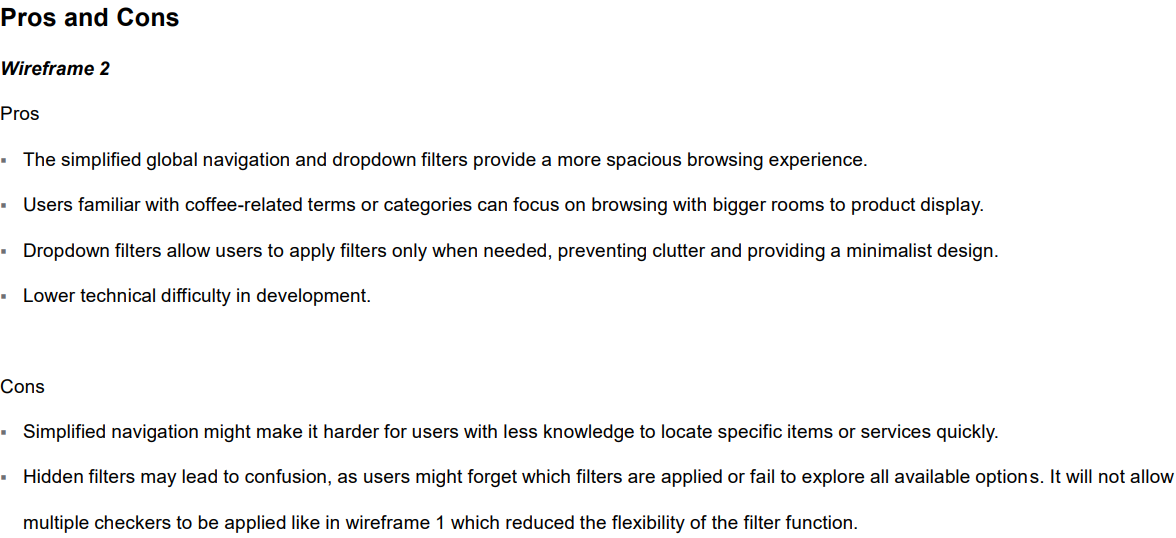 Pros and Cons
Wireframe 2
Pros
▪ The simplified global navigation and dropdown filters provide a more spacious browsing experience.
▪ Users familiar with coffee-related terms or categories can focus on browsing with bigger rooms to product display.
▪ Dropdown filters allow users to apply filters only when needed, preventing clutter and providing a minimalist design.
▪ Lower technical difficulty in development.
Cons
▪ Simplified navigation might make it harder for users with less knowledge to locate specific items or services quickly.
▪ Hidden filters may lead to confusion, as users might forget which filters are applied or fail to explore all available options. It will not allow
multiple checkers to be applied like in wireframe 1 which reduced the flexibility of the filter function.